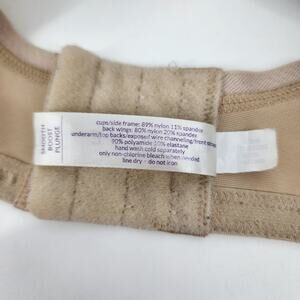 SMOOTH
BOOST
PLUNGE
cups/side frame: 89% nylon 11% spandex
back wings: 80% nylon 20% spandex
underarm/top backs/exposed wire channeling/front straps:
90% polyamide 10% elastane
hand wash cold separately
only non-chlorine bleach when needed
line dry - do not iron